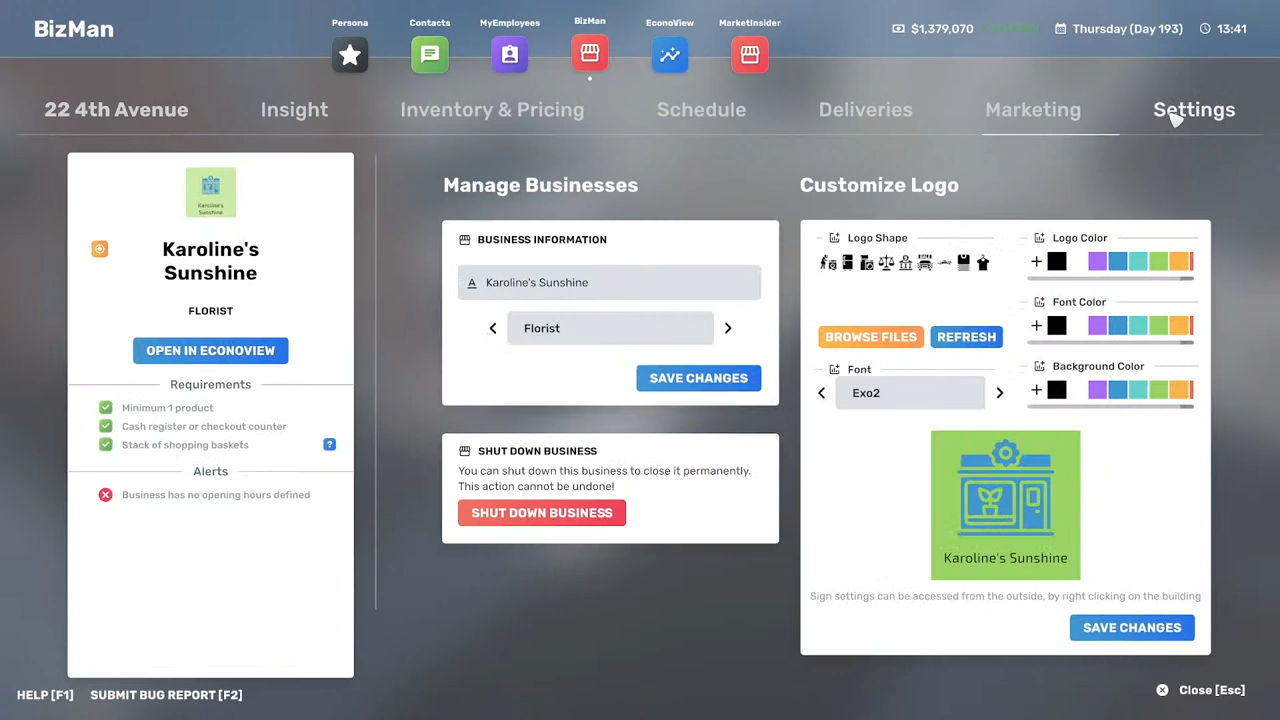 BizMan
Persona
Contacts
MyEmployees
BizMan
EconoView
MarketInsider
$1,379,070
Thursday (Day 193)
13:41
22 4th Avenue
Insight
Inventory & Pricing
Schedule
Deliveries
Marketing
Settings
Karoline's
Sunshine
Karoline's
Sunshine
FLORIST
OPEN IN ECONOVIEW
Requirements
Minimum 1 product
Cash register or checkout counter
Stack of shopping baskets
?
Alerts
Business has no opening hours defined
Manage Businesses
BUSINESS INFORMATION
Karoline's Sunshine
Florist
SAVE CHANGES
SHUT DOWN BUSINESS
You can shut down this business to close it permanently.
This action cannot be undone!
SHUT DOWN BUSINESS
Customize Logo
Logo Shape
BROWSE FILES
REFRESH
Font
Exo2
Logo Color
Font Color
Background Color
Karoline's Sunshine
Sign settings can be accessed from the outside, by right clicking on the building
SAVE CHANGES
HELP [F1]
SUBMIT BUG REPORT [F2]
Close [Esc]